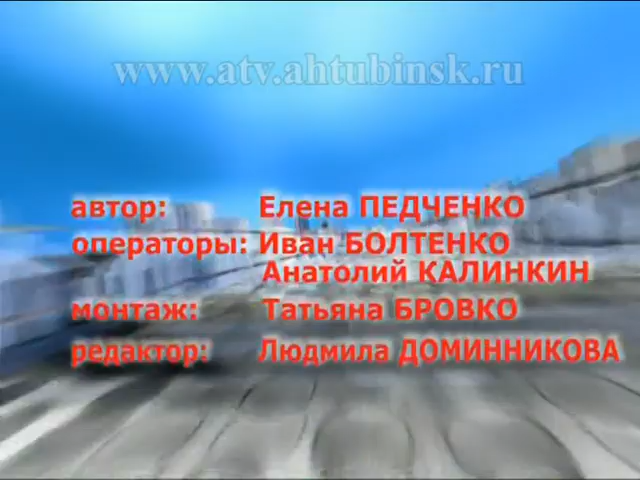 www.atv.ahtubinsk.ru
автор: Елена ПЕДЧЕНКО
операторы: Иван БОЛТЕНКО
Анатолий КАЛИНКИН
монтаж: Татьяна БРОВКО
редактор: Людмила ДОМИННИКОВА